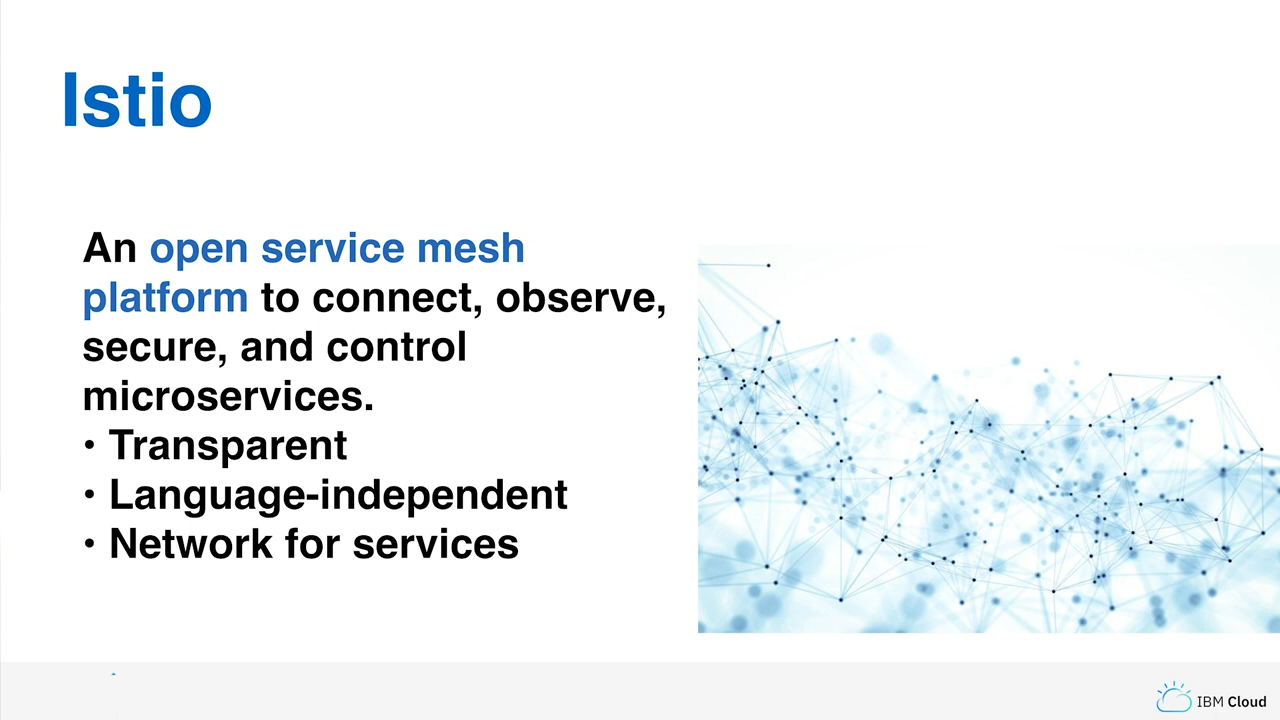 Istio
An open service mesh
platform to connect, observe,
secure, and control
microservices.
• Transparent
• Language-independent
• Network for services
IBM Cloud